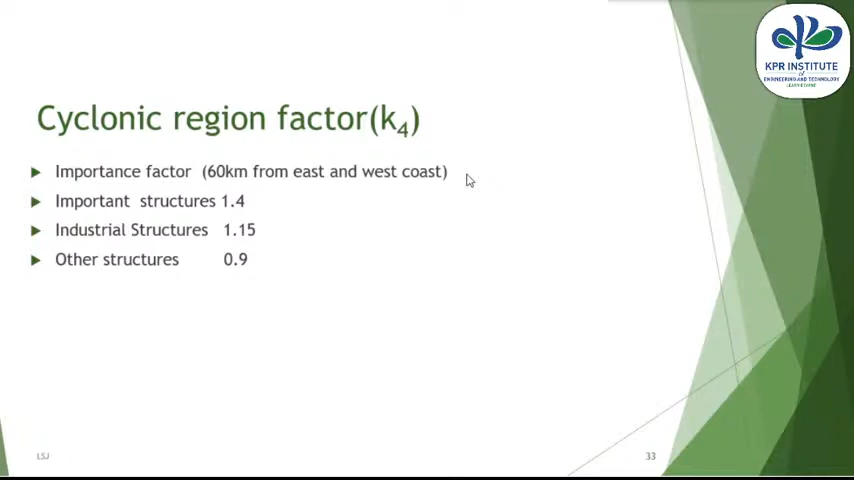 KPR INSTITUTE
of
ENGINEERING AND TECHNOLOGY
Cyclonic region factor(k4)
Importance factor (60km from east and west coast)
Important structures 1.4
Industrial Structures 1.15
Other structures 0.9
LSJ
33